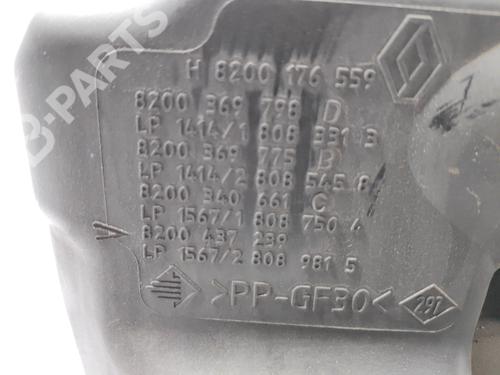 B-PARTS
H 8200 176 559
8200 369 798 D
LP 1414/1 808 331 3
8200 369 775 B
LP 1414/2 808 545 8
8200 340 661 C
LP 1567/1 808 750 4
8200 437 239
LP 1567/2 808 981 5
>PP-GF30<
297